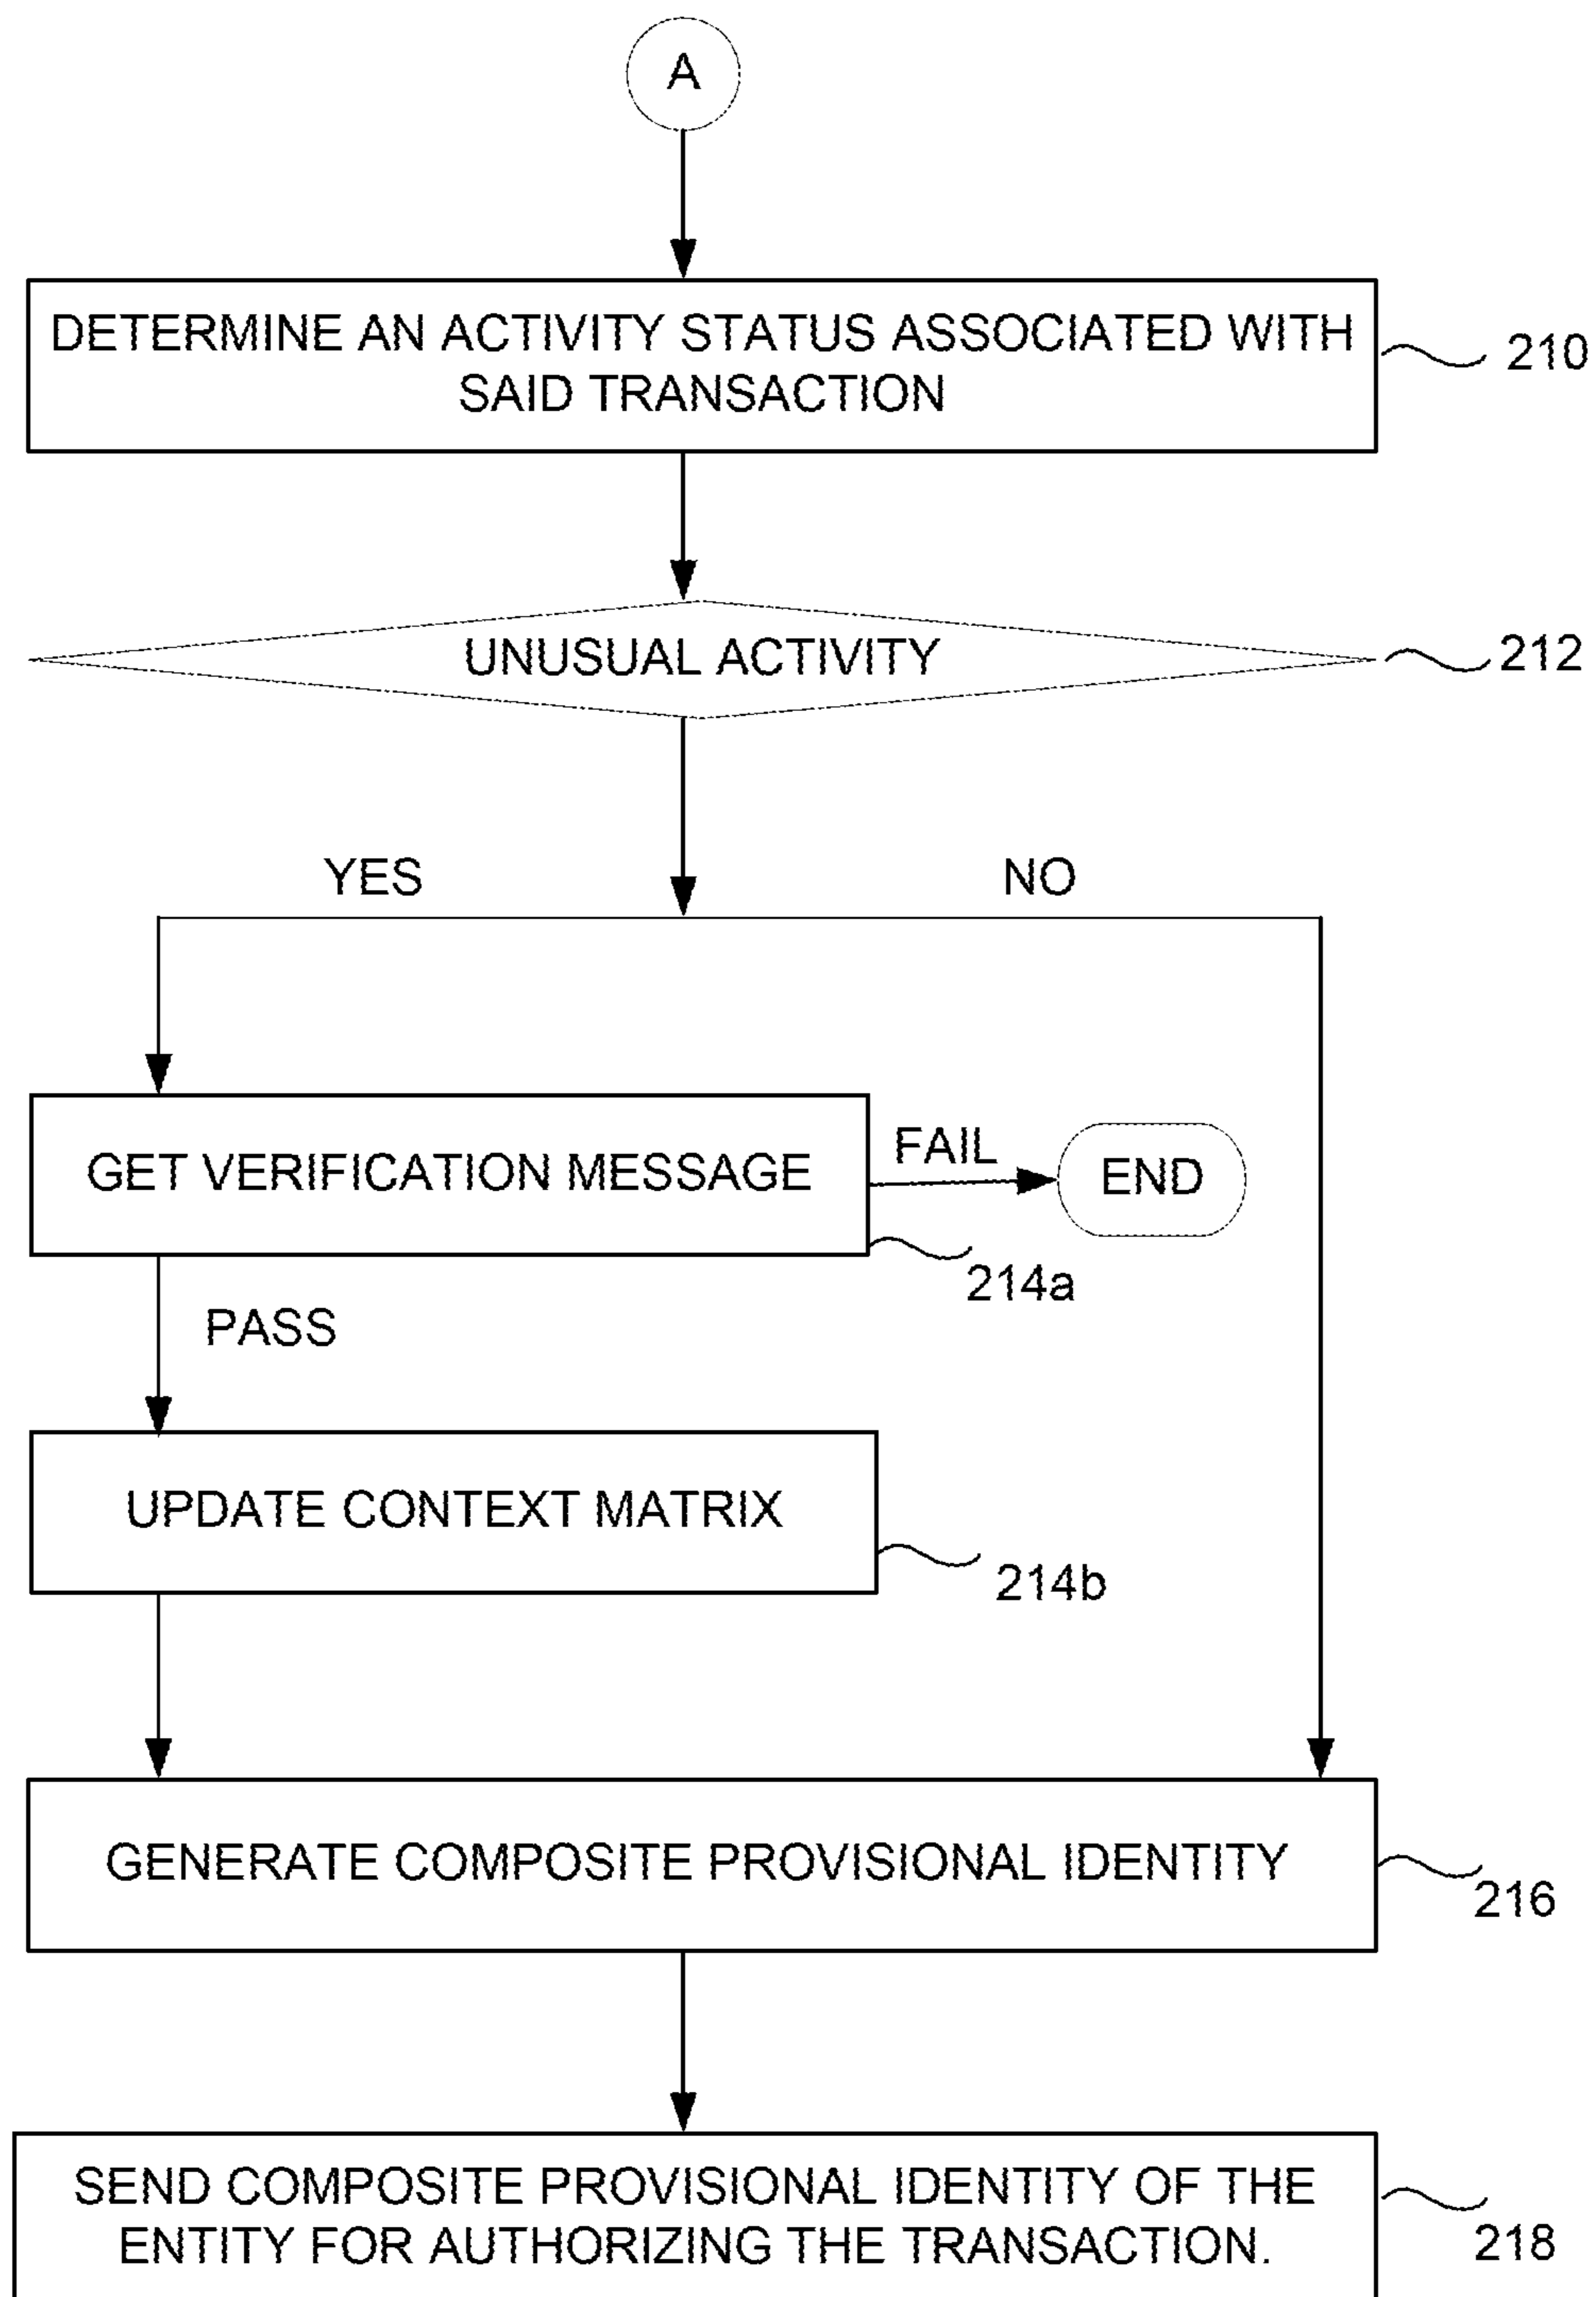 A
DETERMINE AN ACTIVITY STATUS ASSOCIATED WITH
SAID TRANSACTION
210
UNUSUAL ACTIVITY
212
YES
NO
GET VERIFICATION MESSAGE
FAIL
END
214a
PASS
UPDATE CONTEXT MATRIX
214b
GENERATE COMPOSITE PROVISIONAL IDENTITY
216
SEND COMPOSITE PROVISIONAL IDENTITY OF THE
ENTITY FOR AUTHORIZING THE TRANSACTION.
218